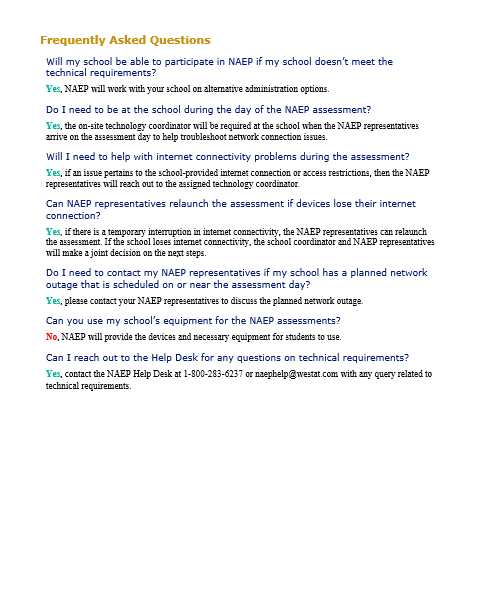 Frequently Asked Questions
Will my school be able to participate in NAEP if my school doesn't meet the
technical requirements?
Yes, NAEP will work with your school on alternative administration options.
Do I need to be at the school during the day of the NAEP assessment?
Yes, the on-site technology coordinator will be required at the school when the NAEP representatives
arrive on the assessment day to help troubleshoot network connection issues.
Will I need to help with internet connectivity problems during the assessment?
Yes, if an issue pertains to the school-provided internet connection or access restrictions, then the NAEP
representatives will reach out to the assigned technology coordinator.
Can NAEP representatives relaunch the assessment if devices lose their internet
connection?
Yes, if there is a temporary interruption in internet connectivity, the NAEP representatives can relaunch
the assessment. If the school loses internet connectivity, the school coordinator and NAEP representatives
will make a joint decision on the next steps.
Do I need to contact my NAEP representatives if my school has a planned network
outage that is scheduled on or near the assessment day?
Yes, please contact your NAEP representatives to discuss the planned network outage.
Can you use my school's equipment for the NAEP assessments?
No, NAEP will provide the devices and necessary equipment for students to use.
Can I reach out to the Help Desk for any questions on technical requirements?
Yes, contact the NAEP Help Desk at 1-800-283-6237 or naephelp@westat.com with any query related to
technical requirements.